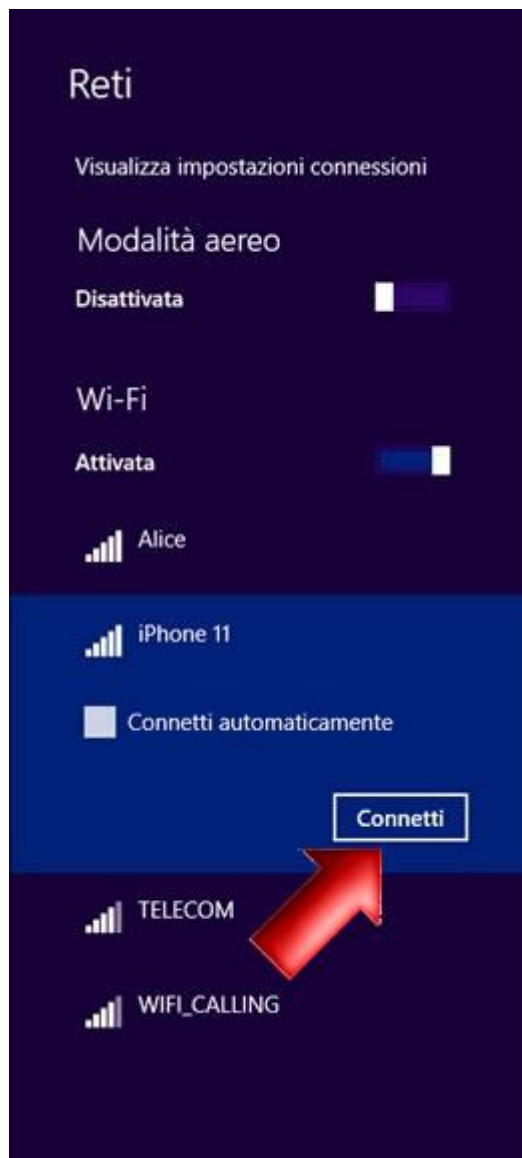 Reti
Visualizza impostazioni connessioni
Modalità aereo
Disattivata
Wi-Fi
Attivata
Alice
iPhone 11
Connetti automaticamente
Connetti
TELECOM
WIFI_CALLING